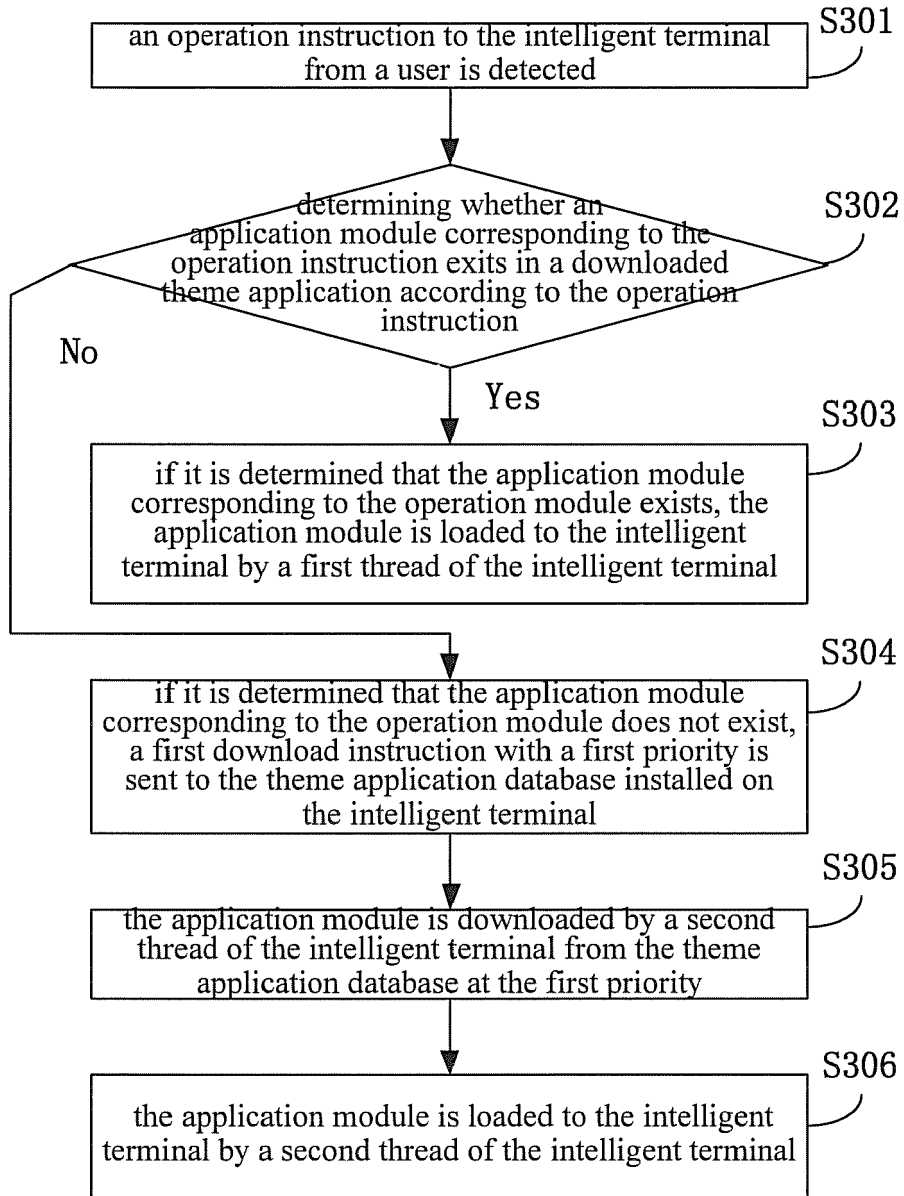 S301
an operation instruction to the intelligent terminal
from a user is detected
S302
determining whether an
application module corresponding to the
operation instruction exits in a downloaded
theme application according to the operation
instruction
No
Yes
S303
if it is determined that the application module
corresponding to the operation module exists, the
application module is loaded to the intelligent
terminal by a first thread of the intelligent terminal
S304
if it is determined that the application module
corresponding to the operation module does not exist,
a first download instruction with a first priority is
sent to the theme application database installed on
the intelligent terminal
S305
the application module is downloaded by a second
thread of the intelligent terminal from the theme
application database at the first priority
S306
the application module is loaded to the intelligent
terminal by a second thread of the intelligent terminal